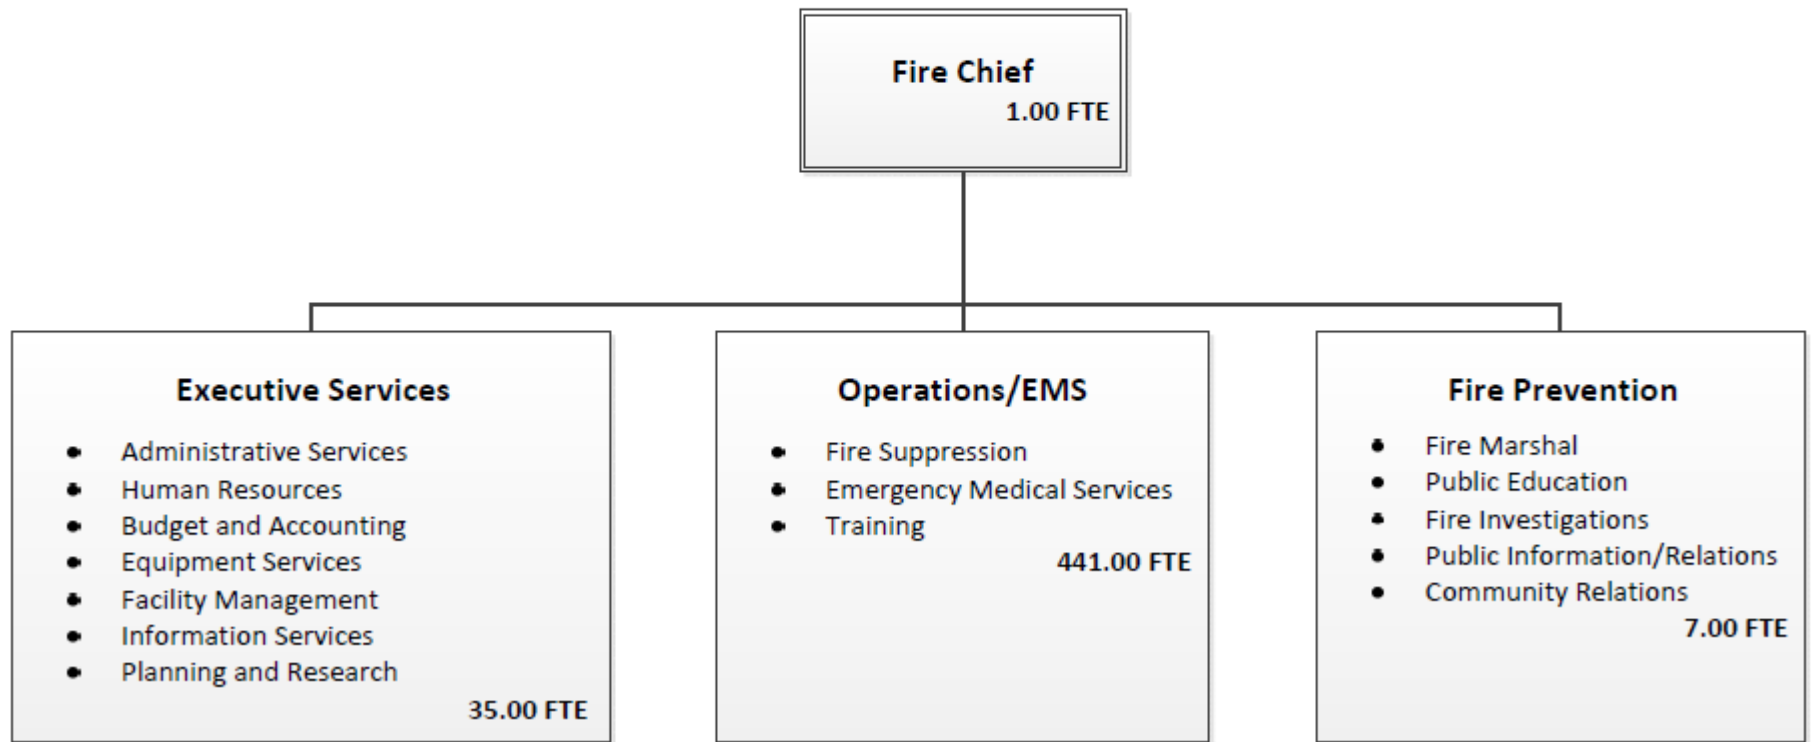 Fire Chief
1.00 FTE
Executive Services
• Administrative Services
• Human Resources
• Budget and Accounting
• Equipment Services
• Facility Management
• Information Services
• Planning and Research
35.00 FTE
Operations/EMS
• Fire Suppression
• Emergency Medical Services
• Training
441.00 FTE
Fire Prevention
• Fire Marshal
• Public Education
• Fire Investigations
• Public Information/Relations
• Community Relations
7.00 FTE